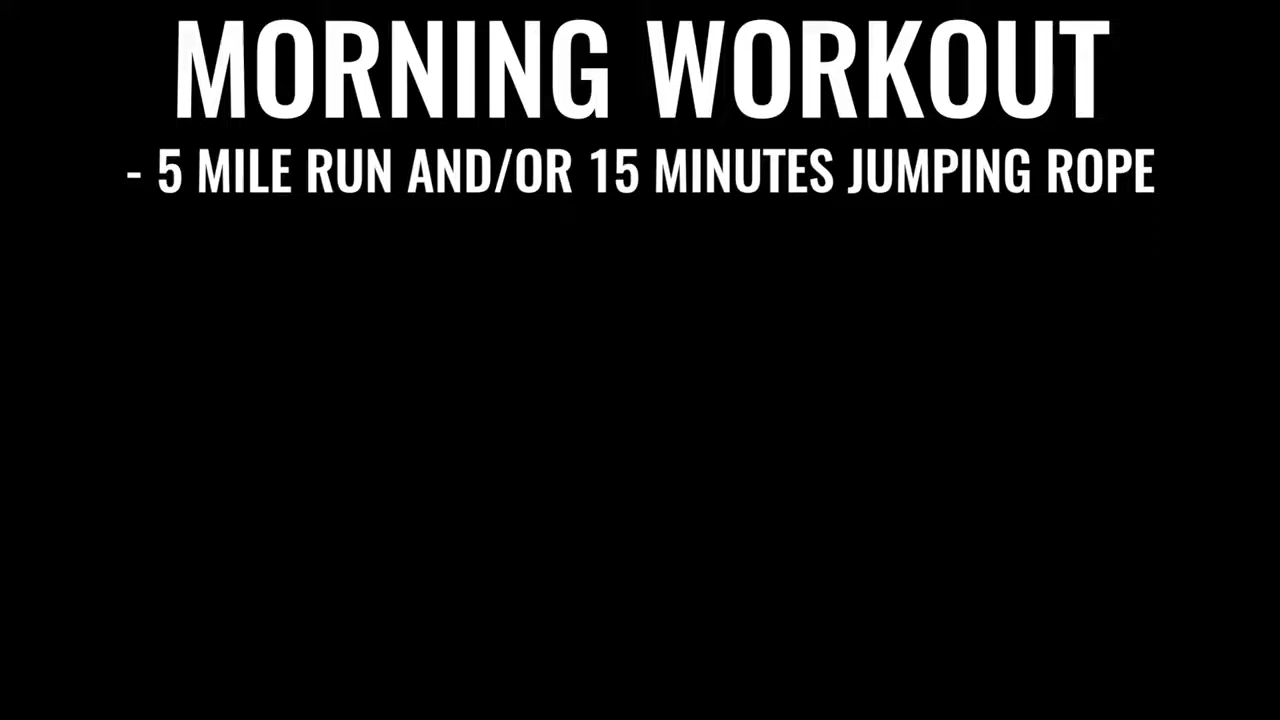 MORNING WORKOUT
- 5 MILE RUN AND/OR 15 MINUTES JUMPING ROPE